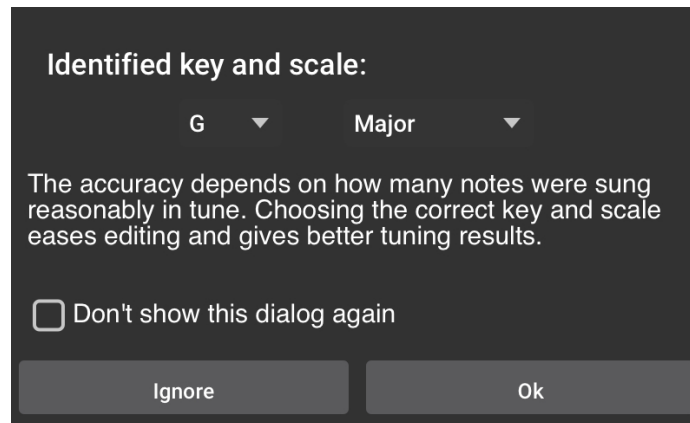 Identified key and scale:
G Major
The accuracy depends on how many notes were sung
reasonably in tune. Choosing the correct key and scale
eases editing and gives better tuning results.
Don't show this dialog again
Ignore Ok